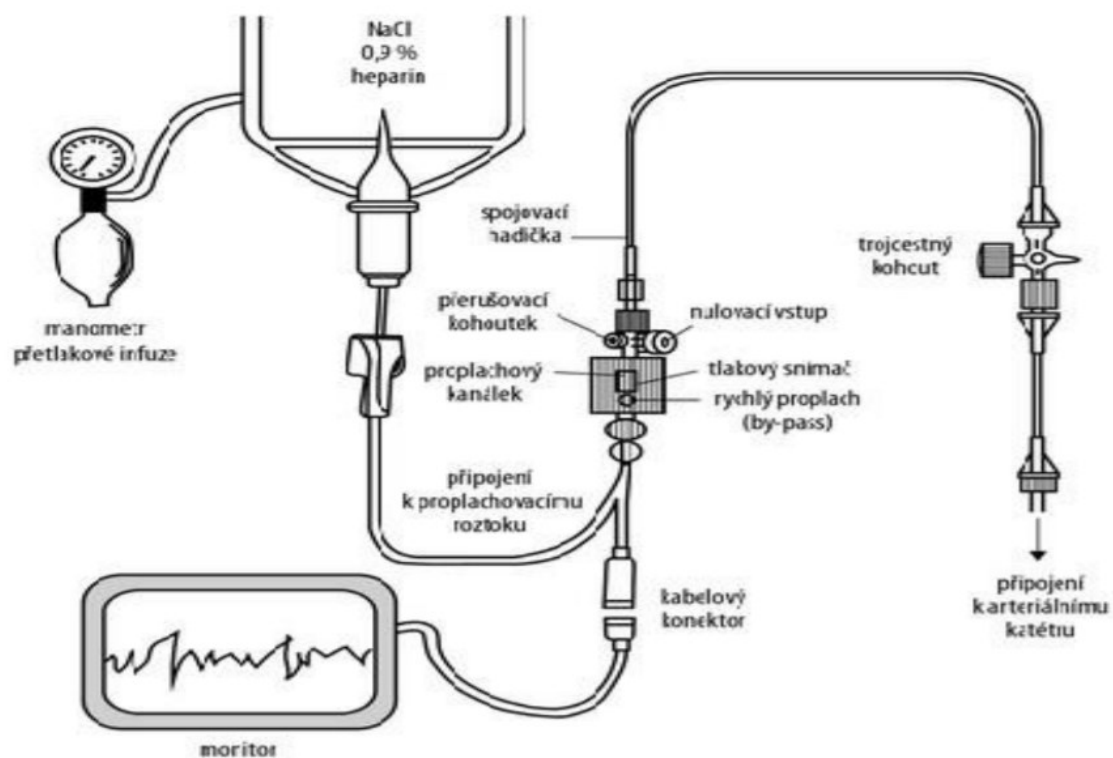 NaCl
0,9 %
heparin
manometr
přetlakové infuze
spojovací
hadička
přerušovací
kohoutek
nulovací vstup
proplachový
kanálek
tlakový snímač
rychlý proplach
(by-pass)
trojcestný
kohout
připojení
k proplachovacímu
roztoku
kabelový
konektor
připojení
k arteriálnímu
katétru
monitor